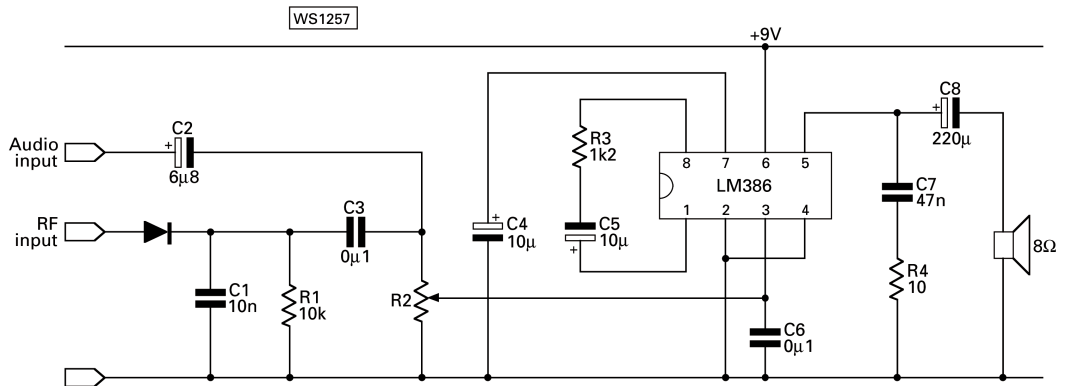 WS1257
+9V
Audio
input
+
C2
6µ8
RF
input
C3
0µ1
C1
10n
R1
10k
R2
+
C4
10µ
R3
1k2
C5
10µ
+
8 7 6 5
LM386
1 2 3 4
C6
0µ1
C7
47n
R4
10
C8
+
220µ
8Ω